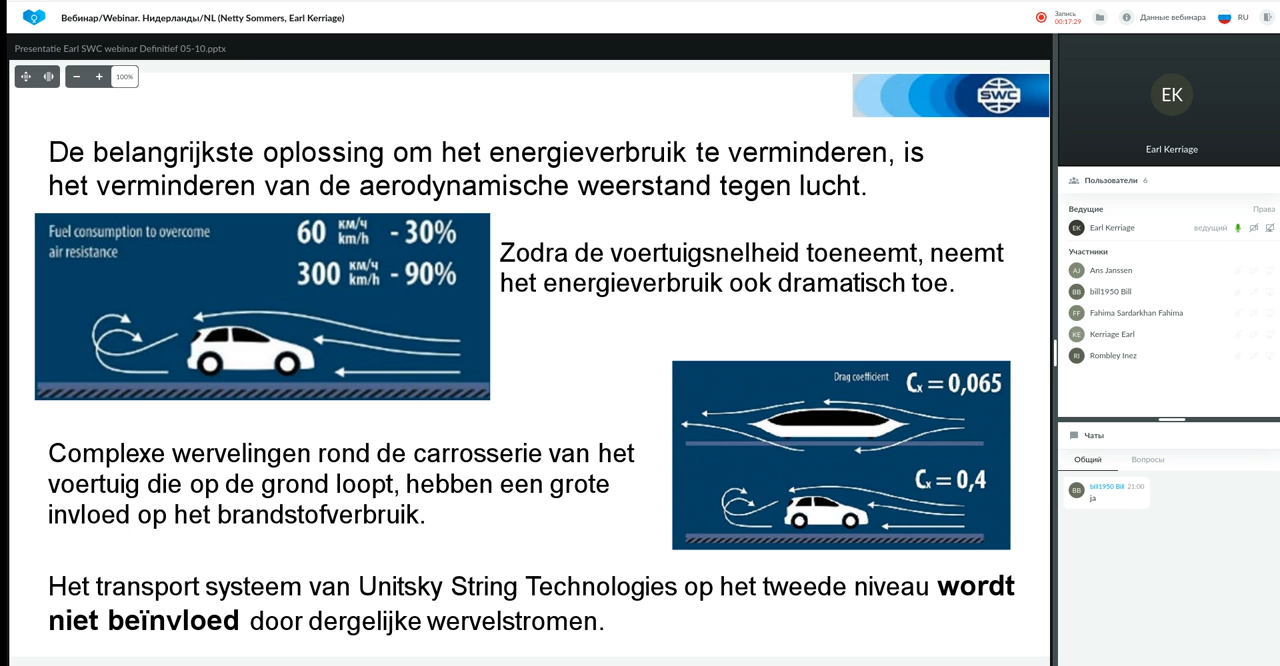 Вебинар/Webinar. Нидерланды/NL (Netty Sommers, Earl Kerriage)
Запись
00:17:29
Данные вебинара
RU
Presentatie Earl SWC webinar Definitief 05-10.pptx
100%
SWC
De belangrijkste oplossing om het energieverbruik te verminderen, is
het verminderen van de aerodynamische weerstand tegen lucht.
Fuel consumption to overcome
air resistance
60 км/ч km/h - 30%
300 км/ч km/h - 90%
Zodra de voertuigsnelheid toeneemt, neemt
het energieverbruik ook dramatisch toe.
Drag coefficient Cx = 0,065
Cx = 0,4
Complexe wervelingen rond de carrosserie van het
voertuig die op de grond loopt, hebben een grote
invloed op het brandstofverbruik.
Het transport systeem van Unitsky String Technologies op het tweede niveau wordt
niet beïnvloed door dergelijke wervelstromen.
EK
Earl Kerriage
Пользователи 6
Ведущие Права
EK Earl Kerriage ведущий
Участники
AJ Ans Janssen
BB bill1950 Bill
FF Fahima Sardarkhan Fahima
KE Kerriage Earl
RI Rombley Inez
Чаты
Общий Вопросы
BB bill1950 Bill 21:00
ja